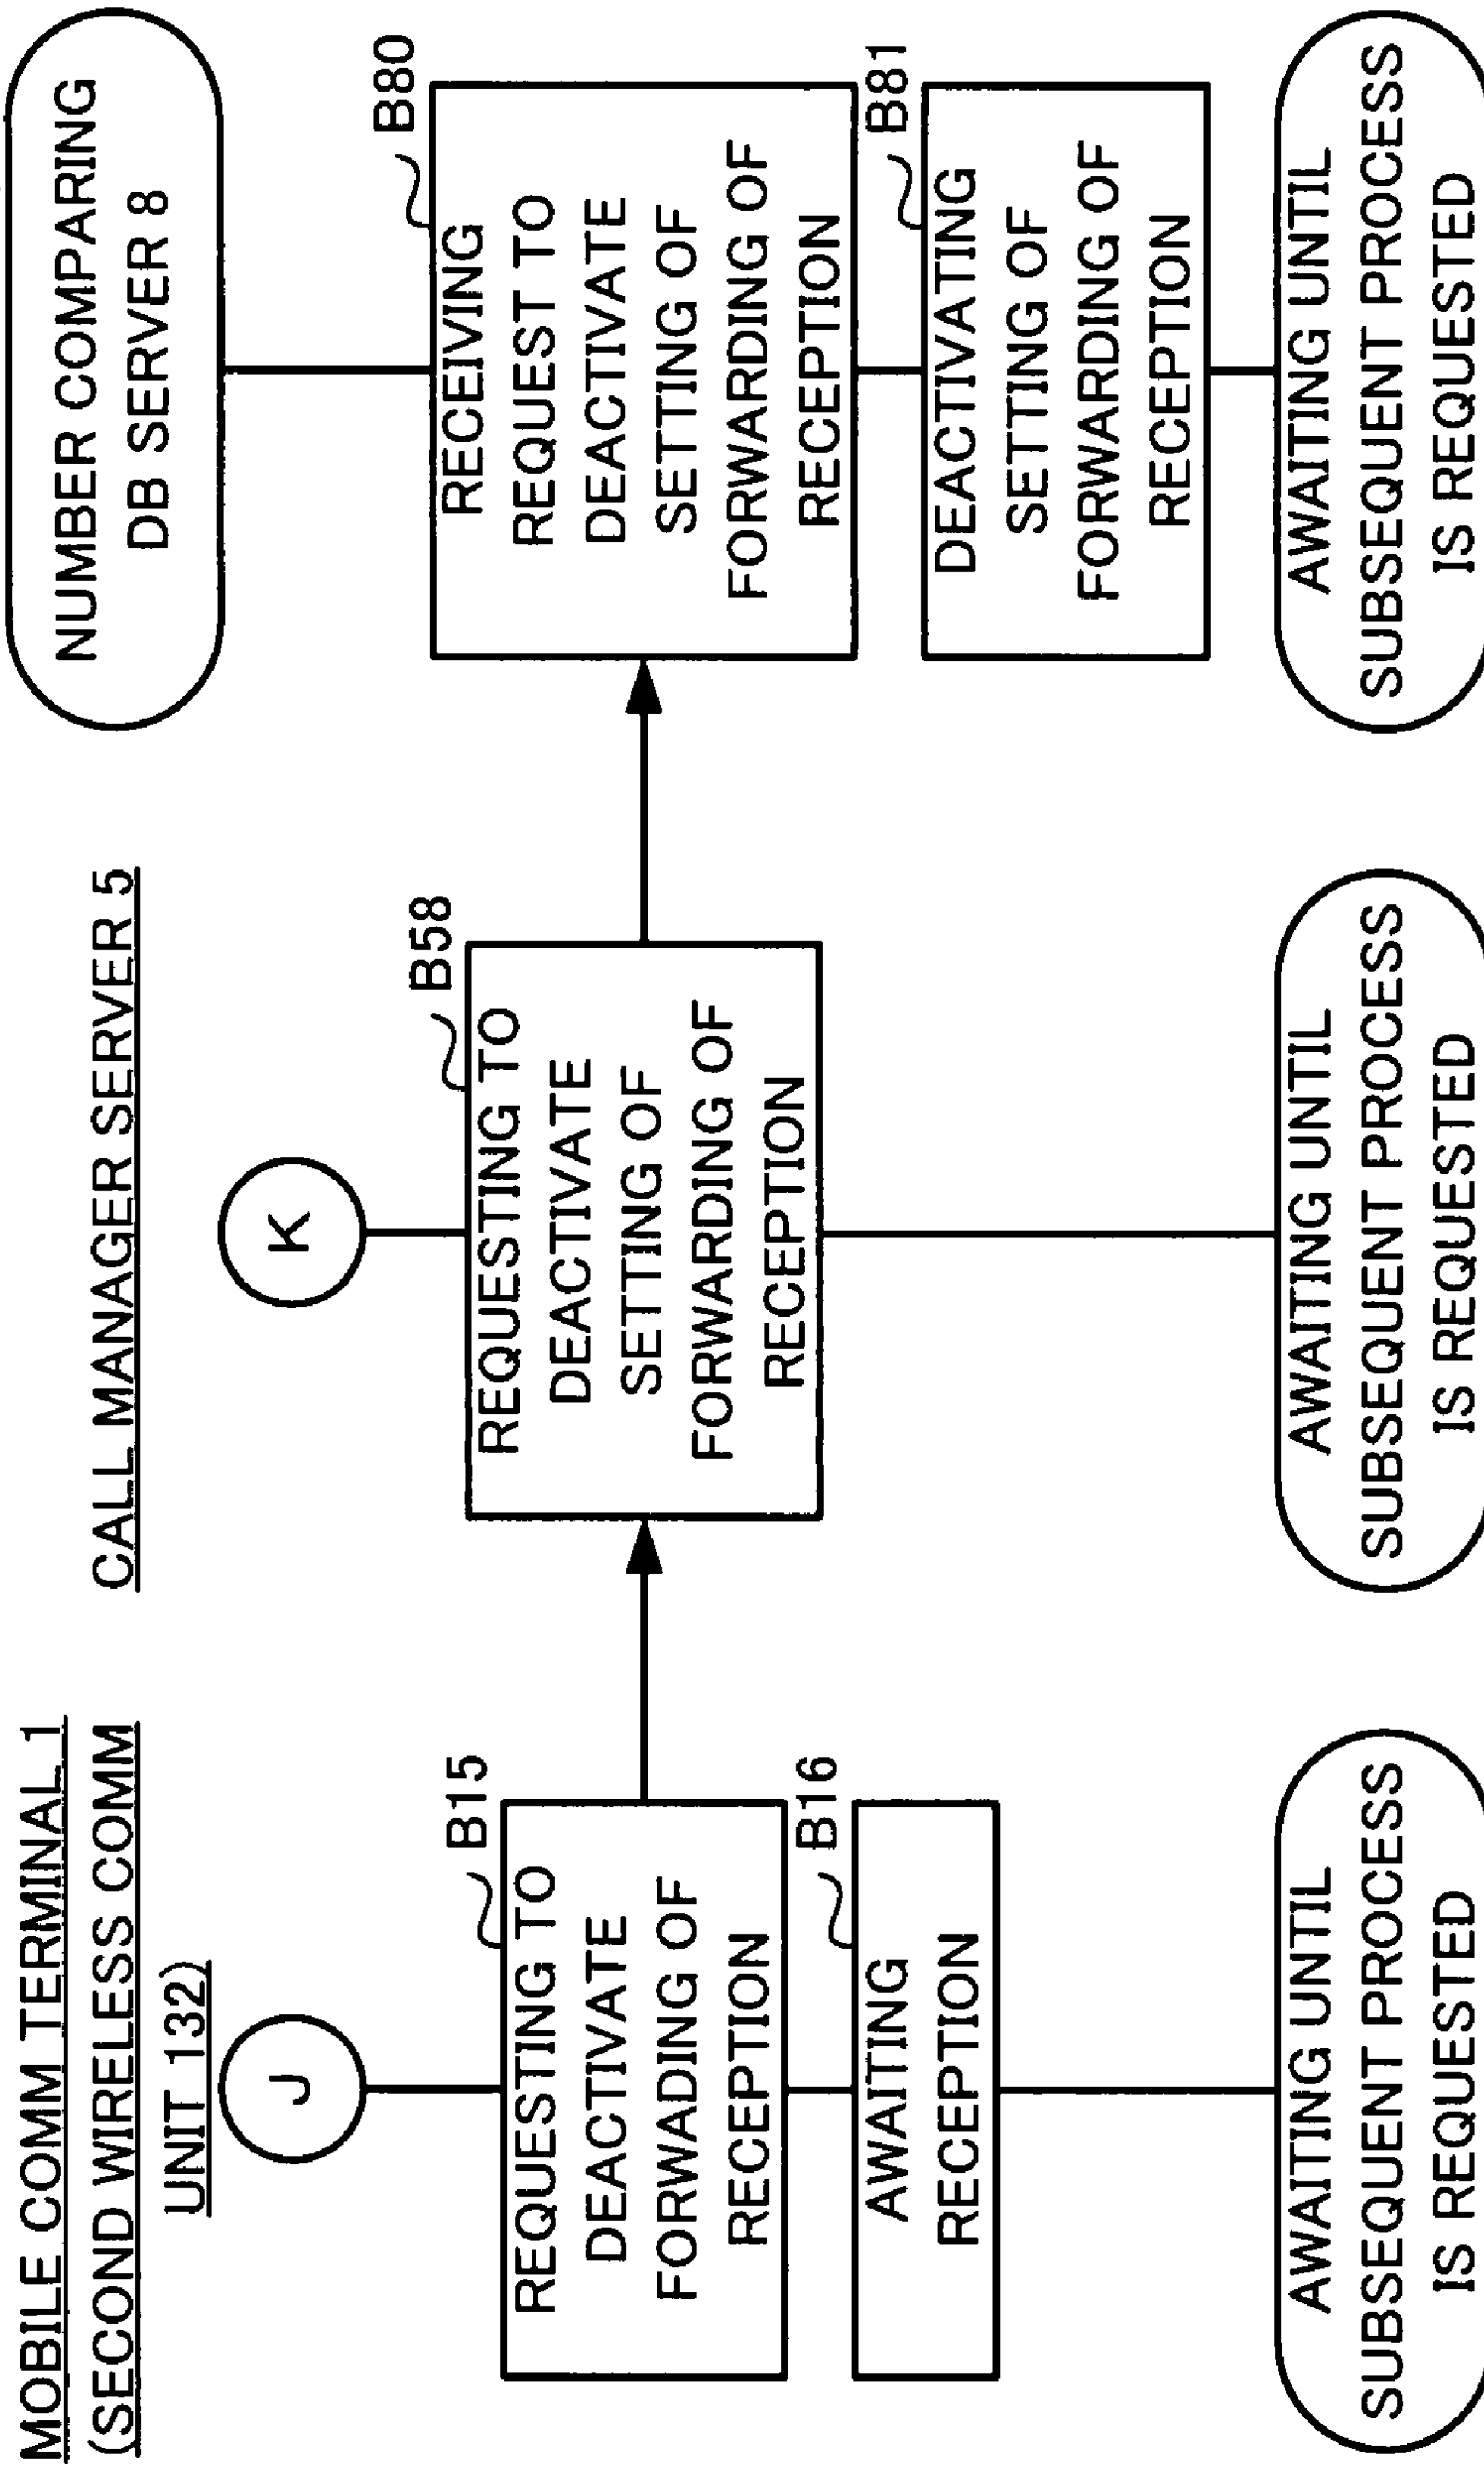 MOBILE COMM TERMINAL 1
(SECOND WIRELESS COMM
UNIT 132)
J
B15
REQUESTING TO
DEACTIVATE
FORWADING OF
RECEPTION
B16
AWAITING
RECEPTION
AWAITING UNTIL
SUBSEQUENT PROCESS
IS REQUESTED
CALL MANAGER SERVER 5
K
B58
REQUESTING TO
DEACTIVATE
SETTING OF
FORWARDING OF
RECEPTION
AWAITING UNTIL
SUBSEQUENT PROCESS
IS REQUESTED
NUMBER COMPARING
DB SERVER 8
B80
RECEIVING
REQUEST TO
DEACTIVATE
SETTING OF
FORWARDING OF
RECEPTION
B81
DEACTIVATING
SETTING OF
FORWARDING OF
RECEPTION
AWAITING UNTIL
SUBSEQUENT PROCESS
IS REQUESTED